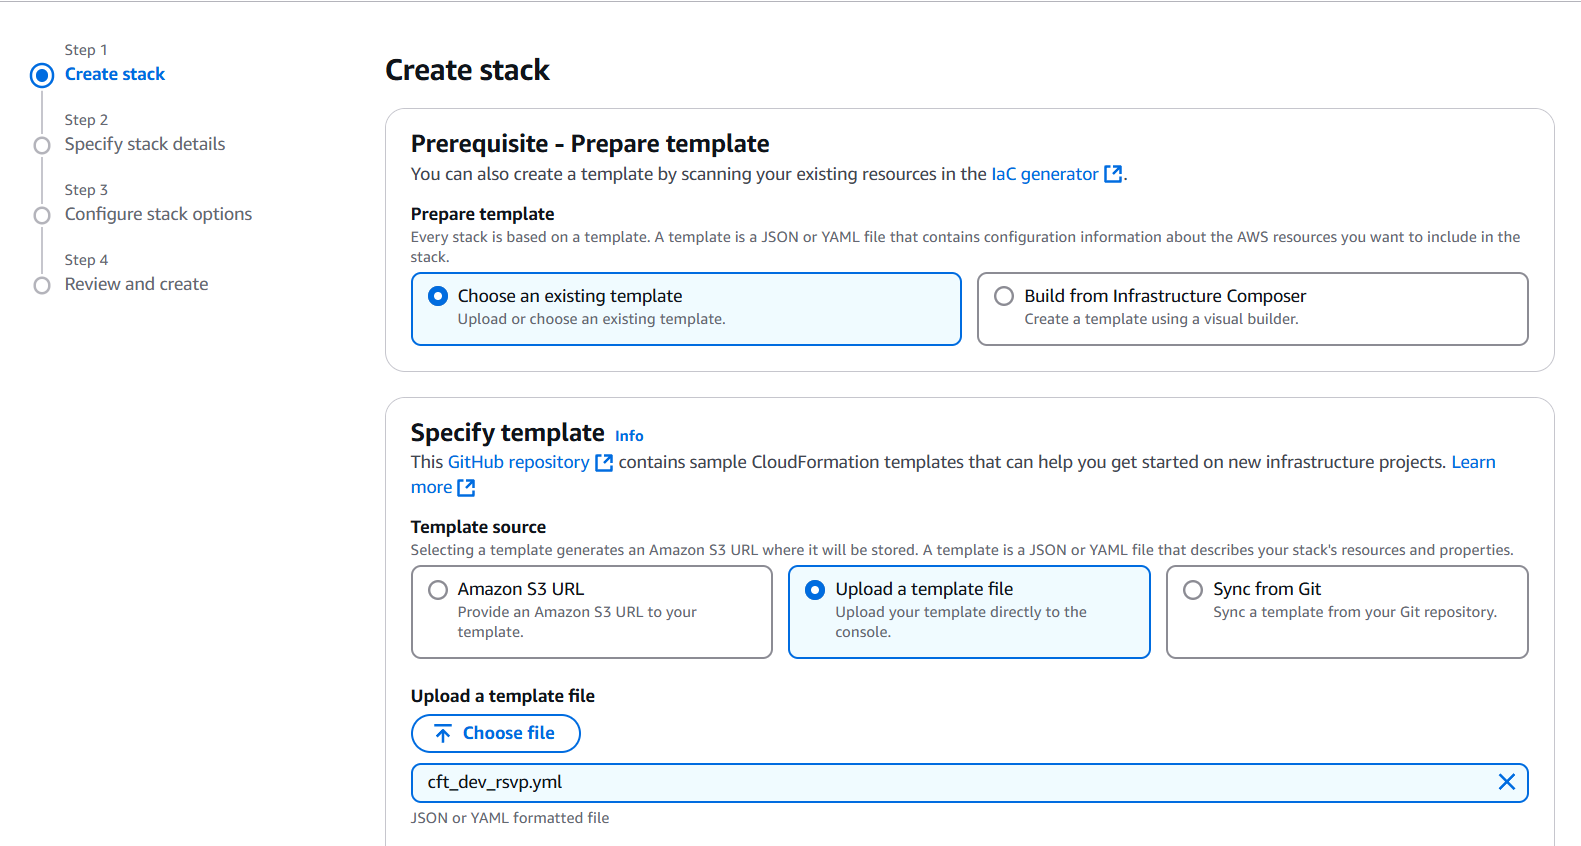 Step 1
Create stack
Step 2
Specify stack details
Step 3
Configure stack options
Step 4
Review and create
Create stack
Prerequisite - Prepare template
You can also create a template by scanning your existing resources in the IaC generator.
Prepare template
Every stack is based on a template. A template is a JSON or YAML file that contains configuration information about the AWS resources you want to include in the
stack.
Choose an existing template
Upload or choose an existing template.
Build from Infrastructure Composer
Create a template using a visual builder.
Specify template Info
This GitHub repository contains sample CloudFormation templates that can help you get started on new infrastructure projects. Learn
more
Template source
Selecting a template generates an Amazon S3 URL where it will be stored. A template is a JSON or YAML file that describes your stack's resources and properties.
Amazon S3 URL
Provide an Amazon S3 URL to your
template.
Upload a template file
Upload your template directly to the
console.
Sync from Git
Sync a template from your Git repository.
Upload a template file
Choose file
cft_dev_rsvp.yml
JSON or YAML formatted file